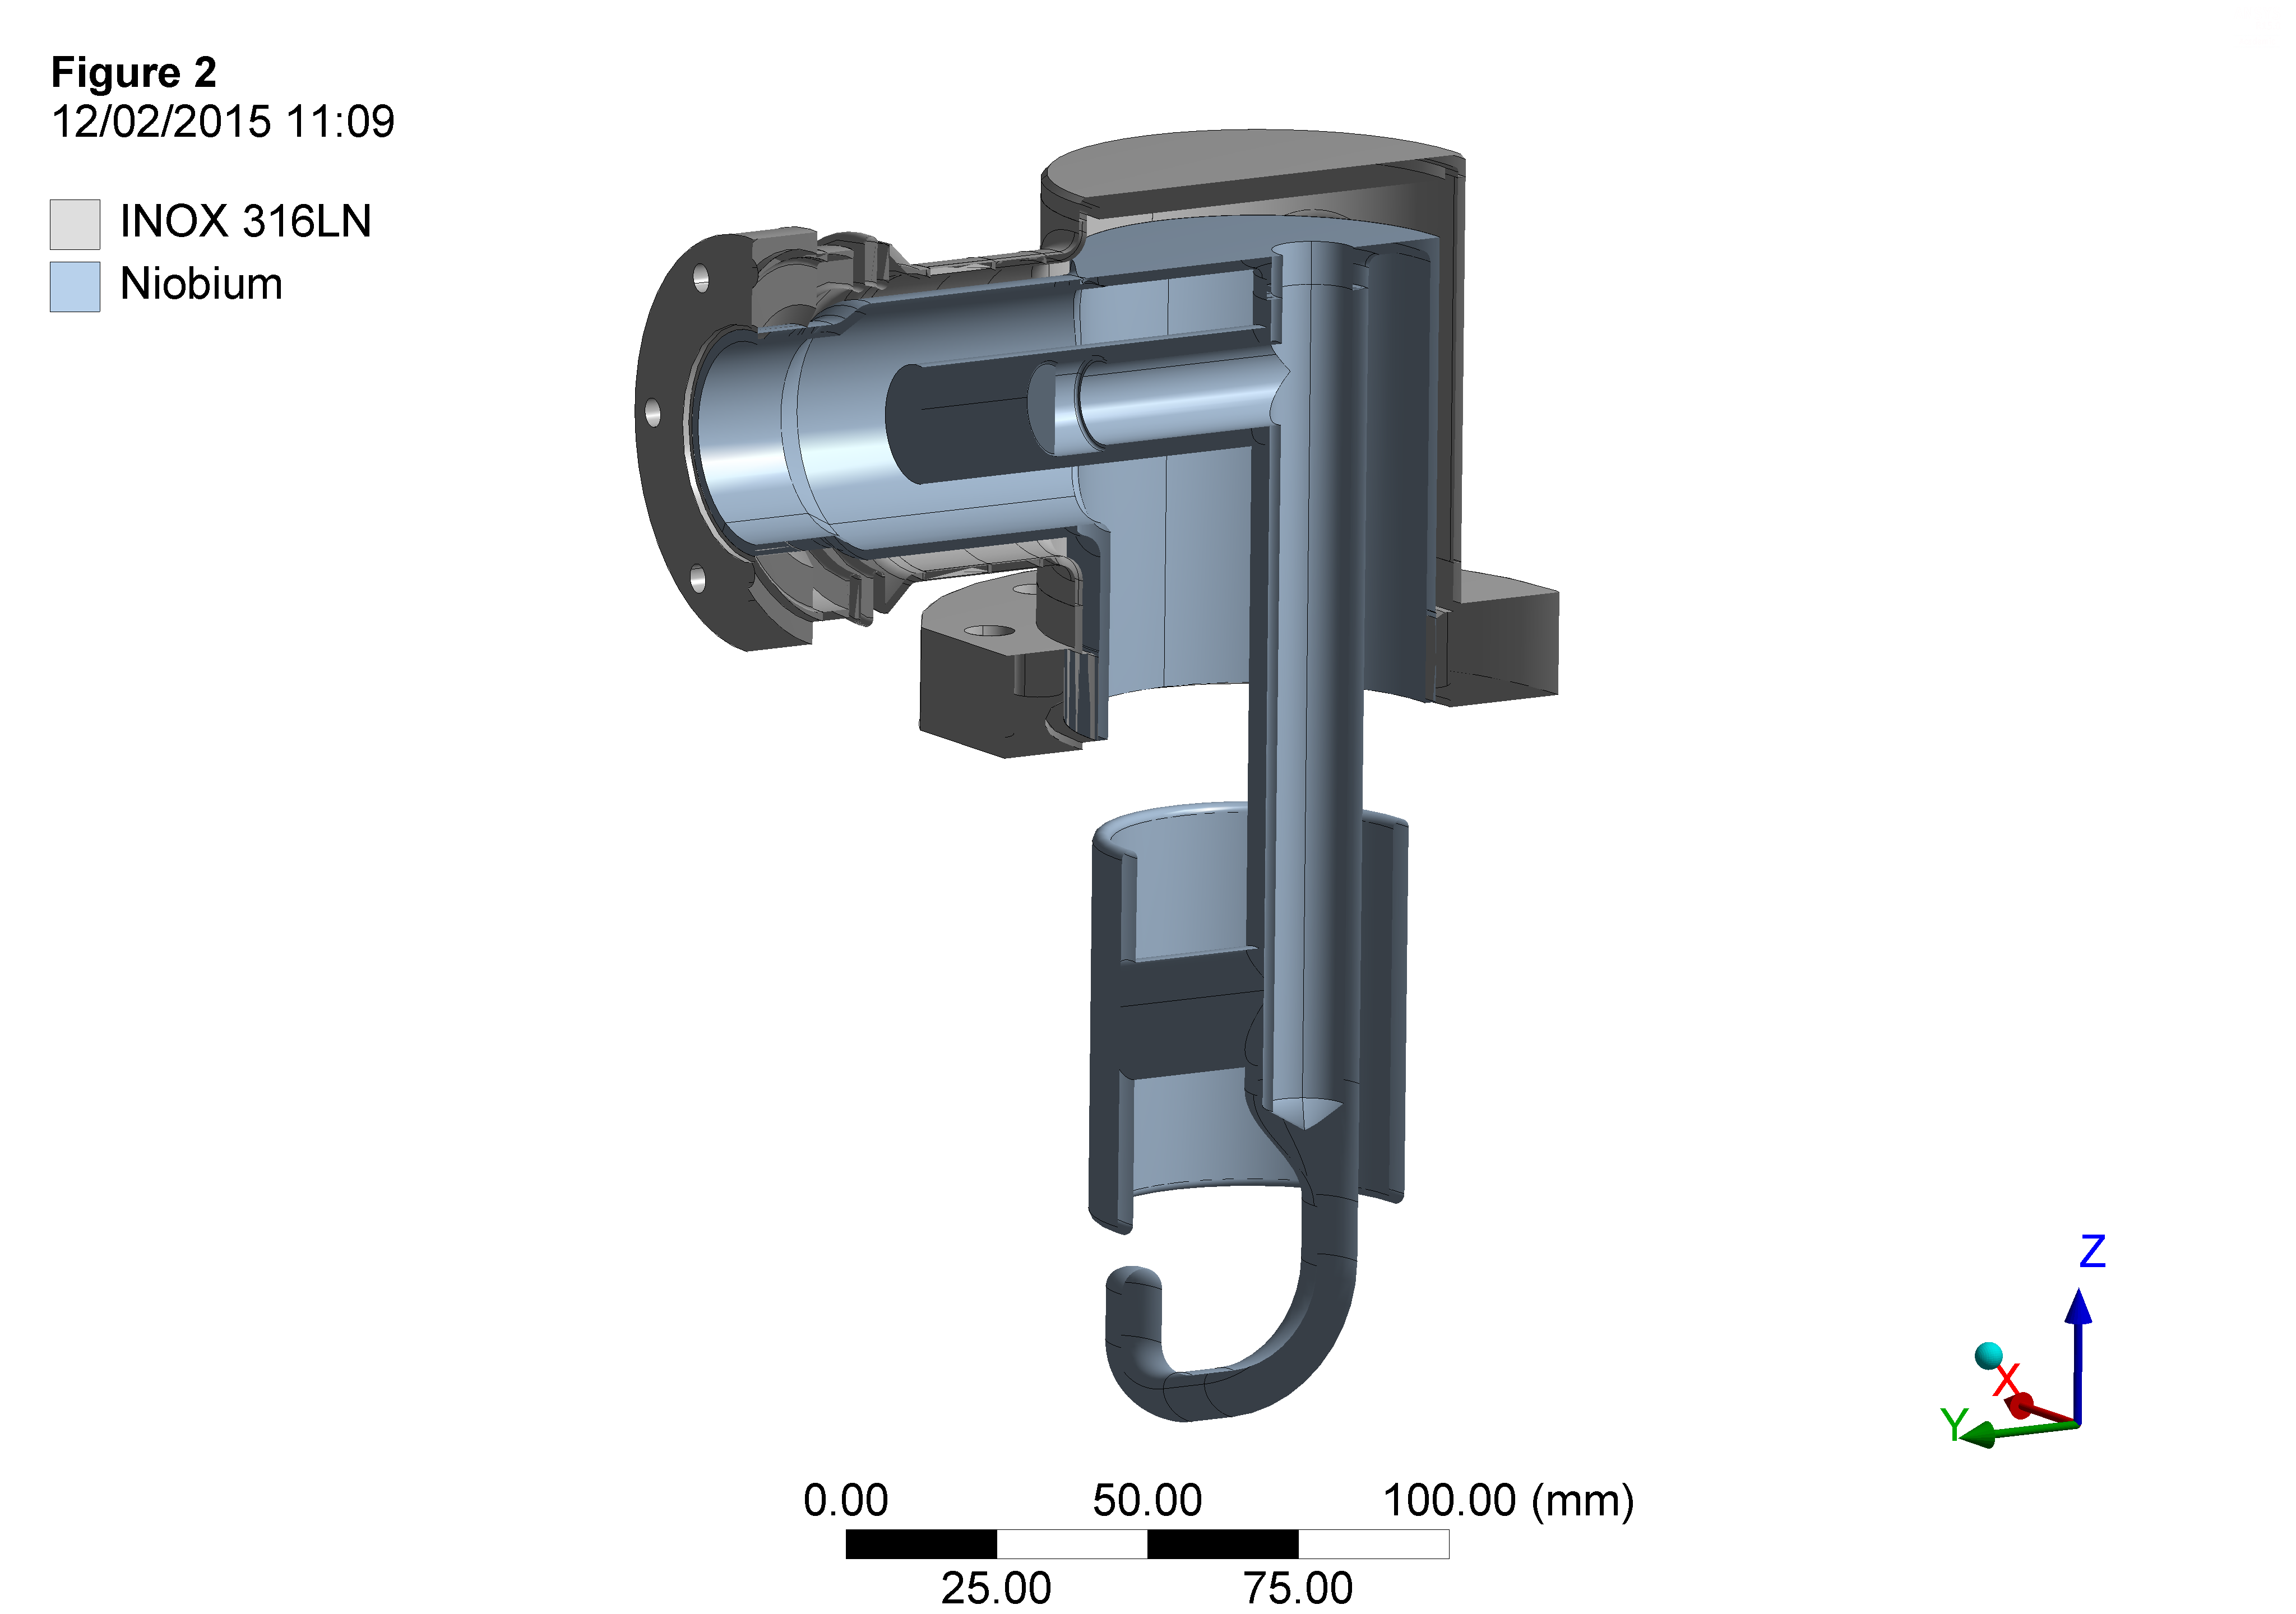 Figure 2
12/02/2015 11:09
INOX 316LN
Niobium
Z
X
Y
0.00 50.00 100.00 (mm)
25.00 75.00